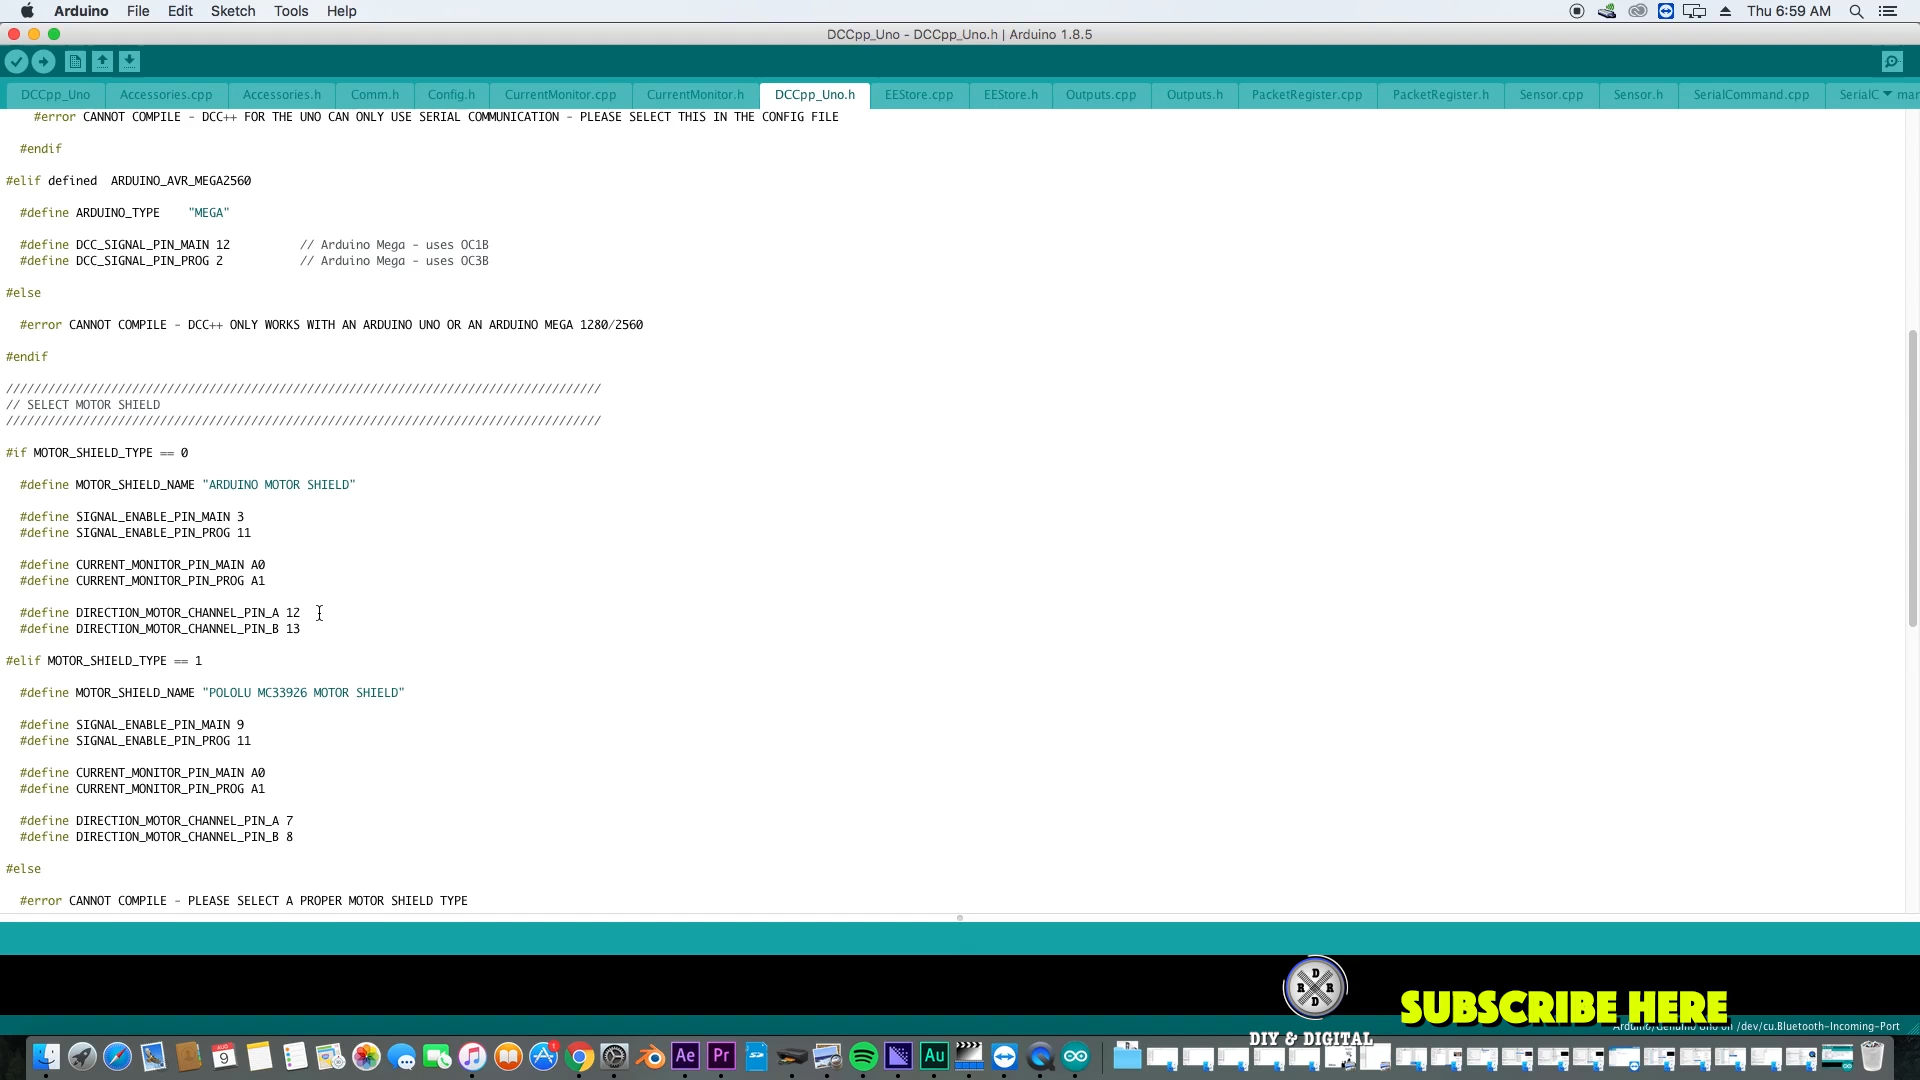 Arduino File Edit Sketch Tools Help
Thu 6:59 AM
DCCpp_Uno - DCCpp_Uno.h | Arduino 1.8.5
DCCpp_Uno Accessories.cpp Accessories.h Comm.h Config.h CurrentMonitor.cpp CurrentMonitor.h DCCpp_Uno.h EEStore.cpp EEStore.h Outputs.cpp Outputs.h PacketRegister.cpp PacketRegister.h Sensor.cpp Sensor.h SerialCommand.cpp SerialC
#error CANNOT COMPILE - DCC++ FOR THE UNO CAN ONLY USE SERIAL COMMUNICATION - PLEASE SELECT THIS IN THE CONFIG FILE
#endif
#elif defined ARDUINO_AVR_MEGA2560
#define ARDUINO_TYPE "MEGA"
#define DCC_SIGNAL_PIN_MAIN 12 // Arduino Mega - uses OC1B
#define DCC_SIGNAL_PIN_PROG 2 // Arduino Mega - uses OC3B
#else
#error CANNOT COMPILE - DCC++ ONLY WORKS WITH AN ARDUINO UNO OR AN ARDUINO MEGA 1280/2560
#endif
/////////////////////////////////////////////////////////////////////////////////////
// SELECT MOTOR SHIELD
/////////////////////////////////////////////////////////////////////////////////////
#if MOTOR_SHIELD_TYPE == 0
#define MOTOR_SHIELD_NAME "ARDUINO MOTOR SHIELD"
#define SIGNAL_ENABLE_PIN_MAIN 3
#define SIGNAL_ENABLE_PIN_PROG 11
#define CURRENT_MONITOR_PIN_MAIN A0
#define CURRENT_MONITOR_PIN_PROG A1
#define DIRECTION_MOTOR_CHANNEL_PIN_A 12
#define DIRECTION_MOTOR_CHANNEL_PIN_B 13
#elif MOTOR_SHIELD_TYPE == 1
#define MOTOR_SHIELD_NAME "POLOLU MC33926 MOTOR SHIELD"
#define SIGNAL_ENABLE_PIN_MAIN 9
#define SIGNAL_ENABLE_PIN_PROG 11
#define CURRENT_MONITOR_PIN_MAIN A0
#define CURRENT_MONITOR_PIN_PROG A1
#define DIRECTION_MOTOR_CHANNEL_PIN_A 7
#define DIRECTION_MOTOR_CHANNEL_PIN_B 8
#else
#error CANNOT COMPILE - PLEASE SELECT A PROPER MOTOR SHIELD TYPE
D
R R
D
SUBSCRIBE HERE
Arduino/Genuino Uno on /dev/cu.Bluetooth-Incoming-Port
DIY & DIGITAL
AUG
9
Ae Pr Au